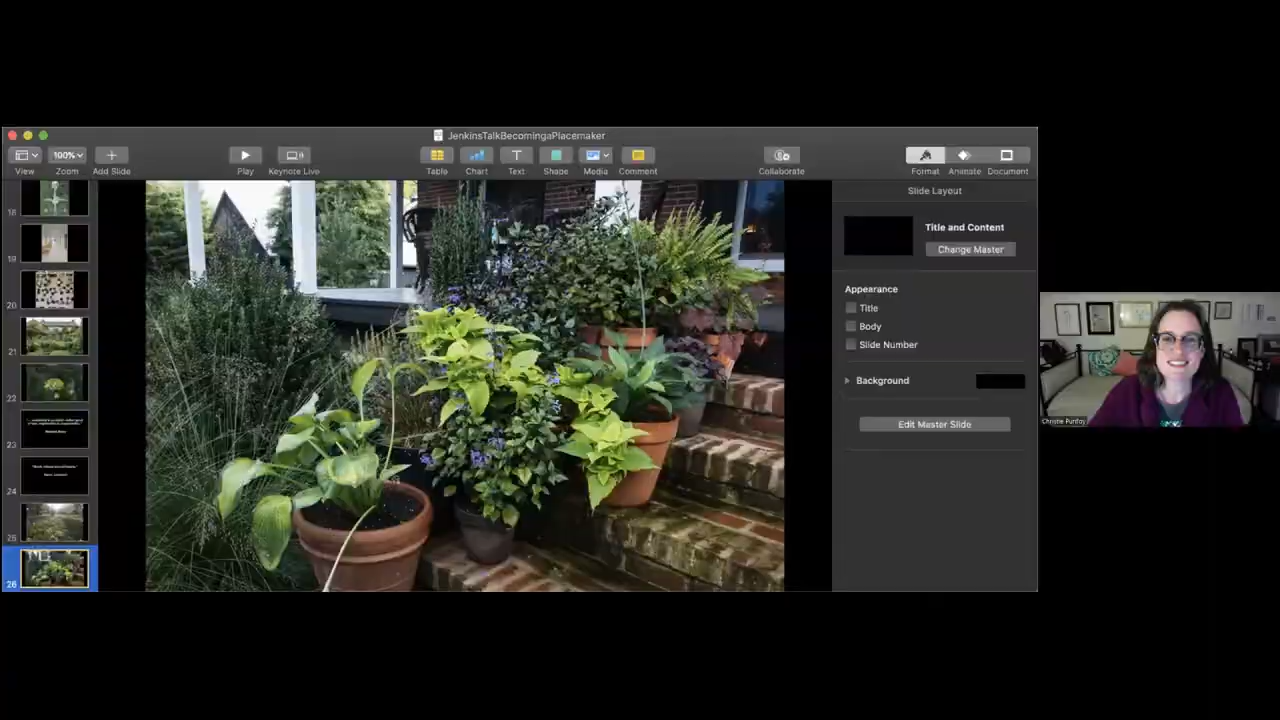 JenkinsTalkBecomingaPlacemaker
100%
View
Zoom
Add Slide
Play
Keynote Live
Table
Chart
Text
Shape
Media
Comment
Collaborate
Format
Animate
Document
Slide Layout
Title and Content
Change Master
Appearance
Title
Body
Slide Number
Background
Edit Master Slide
18
19
20
21
22
23
24
25
26
Christie Purifoy